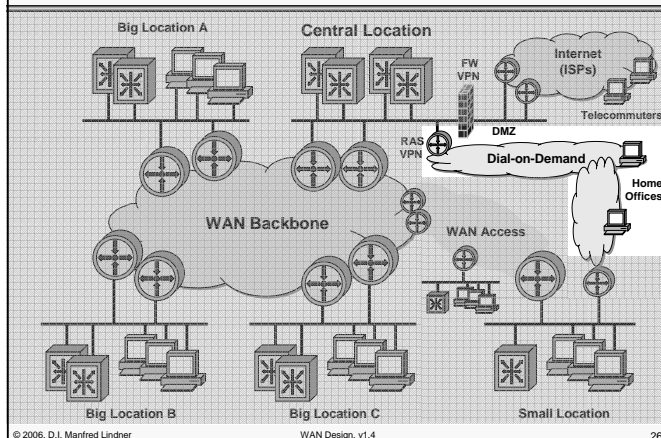 Big Location A
Central Location
FW
VPN
Internet
(ISPs)
Telecommuters
DMZ
RAS
VPN
Dial-on-Demand
Home
Offices
WAN Backbone
WAN Access
Big Location B
Big Location C
Small Location
© 2006, D.I. Manfred Lindner
WAN Design, v1.4
26